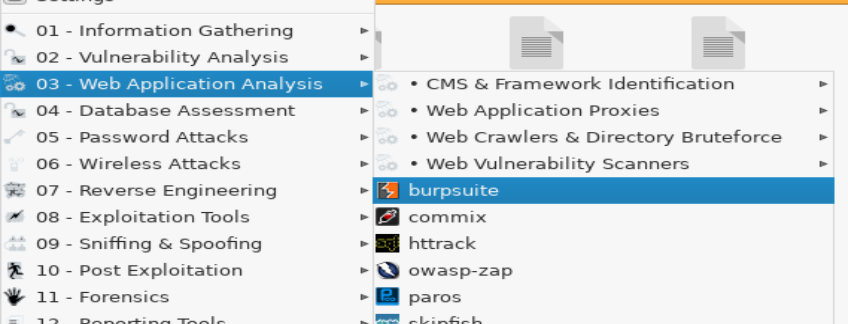 Settings
01 - Information Gathering
02 - Vulnerability Analysis
03 - Web Application Analysis
04 - Database Assessment
05 - Password Attacks
06 - Wireless Attacks
07 - Reverse Engineering
08 - Exploitation Tools
09 - Sniffing & Spoofing
10 - Post Exploitation
11 - Forensics
12 - Reporting Tools
• CMS & Framework Identification
• Web Application Proxies
• Web Crawlers & Directory Bruteforce
• Web Vulnerability Scanners
burpsuite
commix
httrack
owasp-zap
paros
skipfish